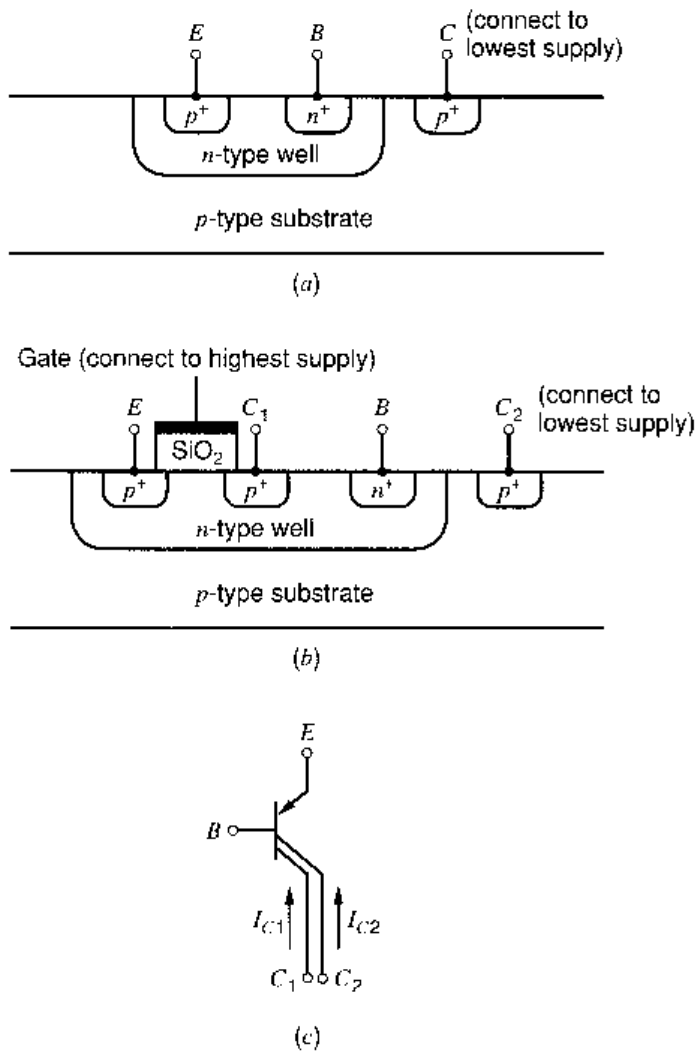 E B C (connect to
lowest supply)
p+ n+ p+
n-type well
p-type substrate
(a)
Gate (connect to highest supply)
E C1 B C2 (connect to
lowest supply)
SiO2
p+ p+ n+ p+
n-type well
p-type substrate
(b)
E
B
IC1 IC2
C1 C2
(c)